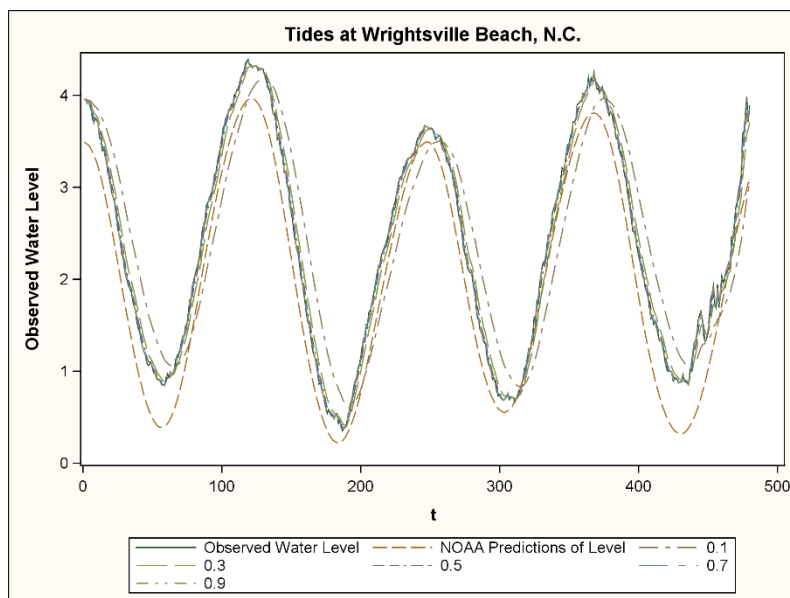 Tides at Wrightsville Beach, N.C.
Observed Water Level
4
3
2
1
0
0 100 200 300 400 500
t
Observed Water Level NOAA Predictions of Level 0.1
0.3 0.5 0.7
0.9